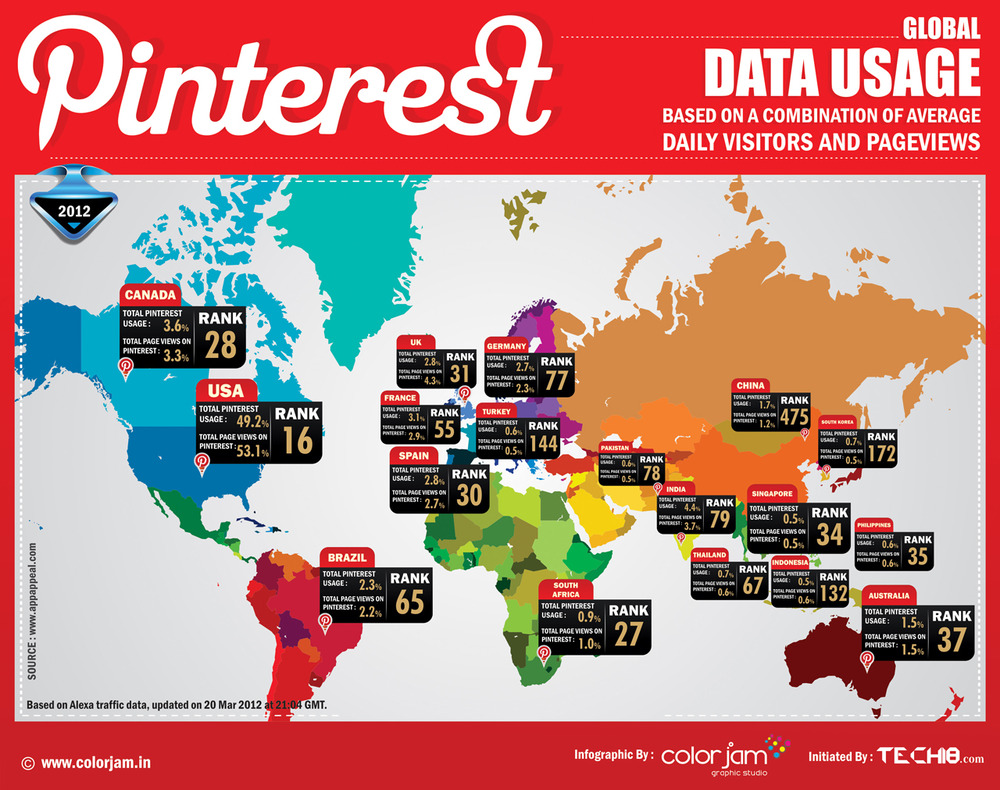 Pinterest
GLOBAL
DATA USAGE
BASED ON A COMBINATION OF AVERAGE
DAILY VISITORS AND PAGEVIEWS
2012
CANADA
TOTAL PINTEREST
USAGE : 3.6%
TOTAL PAGE VIEWS ON
PINTEREST : 3.3%
RANK
28
USA
TOTAL PINTEREST
USAGE : 49.2%
TOTAL PAGE VIEWS ON
PINTEREST : 53.1%
RANK
16
UK
TOTAL PINTEREST
USAGE : 2.8%
TOTAL PAGE VIEWS ON
PINTEREST : 4.3%
RANK
31
GERMANY
TOTAL PINTEREST
USAGE : 2.7%
TOTAL PAGE VIEWS ON
PINTEREST : 2.3%
RANK
77
FRANCE
TOTAL PINTEREST
USAGE : 3.1%
TOTAL PAGE VIEWS ON
PINTEREST : 2.9%
RANK
55
TURKEY
TOTAL PINTEREST
USAGE : 0.6%
TOTAL PAGE VIEWS ON
PINTEREST : 0.5%
RANK
144
SPAIN
TOTAL PINTEREST
USAGE : 2.8%
TOTAL PAGE VIEWS ON
PINTEREST : 2.7%
RANK
30
CHINA
TOTAL PINTEREST
USAGE : 1.7%
TOTAL PAGE VIEWS ON
PINTEREST : 1.2%
RANK
475
SOUTH KOREA
TOTAL PINTEREST
USAGE : 0.7%
TOTAL PAGE VIEWS ON
PINTEREST : 0.5%
RANK
172
PAKISTAN
TOTAL PINTEREST
USAGE : 0.6%
TOTAL PAGE VIEWS ON
PINTEREST : 0.5%
RANK
78
INDIA
TOTAL PINTEREST
USAGE : 4.4%
TOTAL PAGE VIEWS ON
PINTEREST : 3.7%
RANK
79
SINGAPORE
TOTAL PINTEREST
USAGE : 0.5%
TOTAL PAGE VIEWS ON
PINTEREST : 0.5%
RANK
34
PHILIPPINES
TOTAL PINTEREST
USAGE : 0.6%
TOTAL PAGE VIEWS ON
PINTEREST : 0.6%
RANK
35
THAILAND
TOTAL PINTEREST
USAGE : 0.7%
TOTAL PAGE VIEWS ON
PINTEREST : 0.6%
RANK
67
INDONESIA
TOTAL PINTEREST
USAGE : 0.5%
TOTAL PAGE VIEWS ON
PINTEREST : 0.6%
RANK
132
BRAZIL
TOTAL PINTEREST
USAGE : 2.3%
TOTAL PAGE VIEWS ON
PINTEREST : 2.2%
RANK
65
SOUTH
AFRICA
TOTAL PINTEREST
USAGE : 0.9%
TOTAL PAGE VIEWS ON
PINTEREST : 1.0%
RANK
27
AUSTRALIA
TOTAL PINTEREST
USAGE : 1.5%
TOTAL PAGE VIEWS ON
PINTEREST : 1.5%
RANK
37
SOURCE : www.appappeal.com
Based on Alexa traffic data, updated on 20 Mar 2012 at 21:04 GMT.
© www.colorjam.in
Infographic By : color jam
graphic studio
Initiated By : TECH18.com